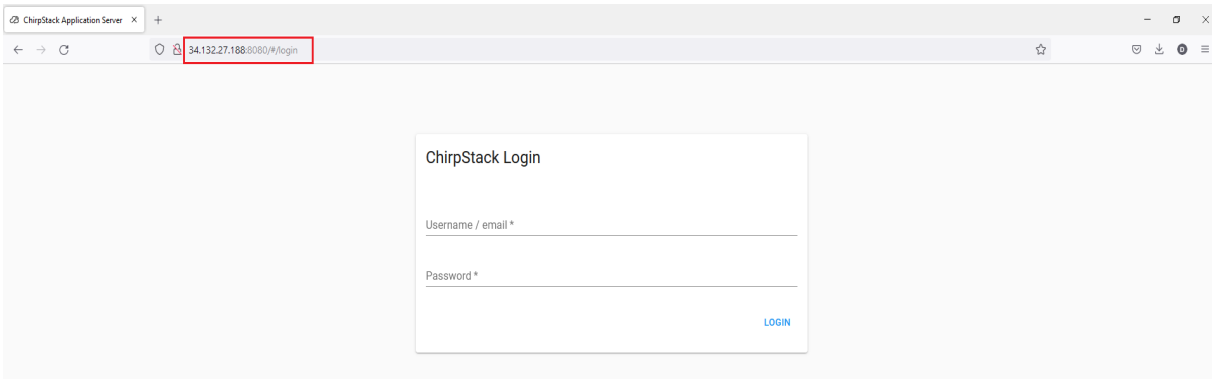 ChirpStack Application Server
34.132.27.188:8080/#/login
D
ChirpStack Login
Username / email *
Password *
LOGIN